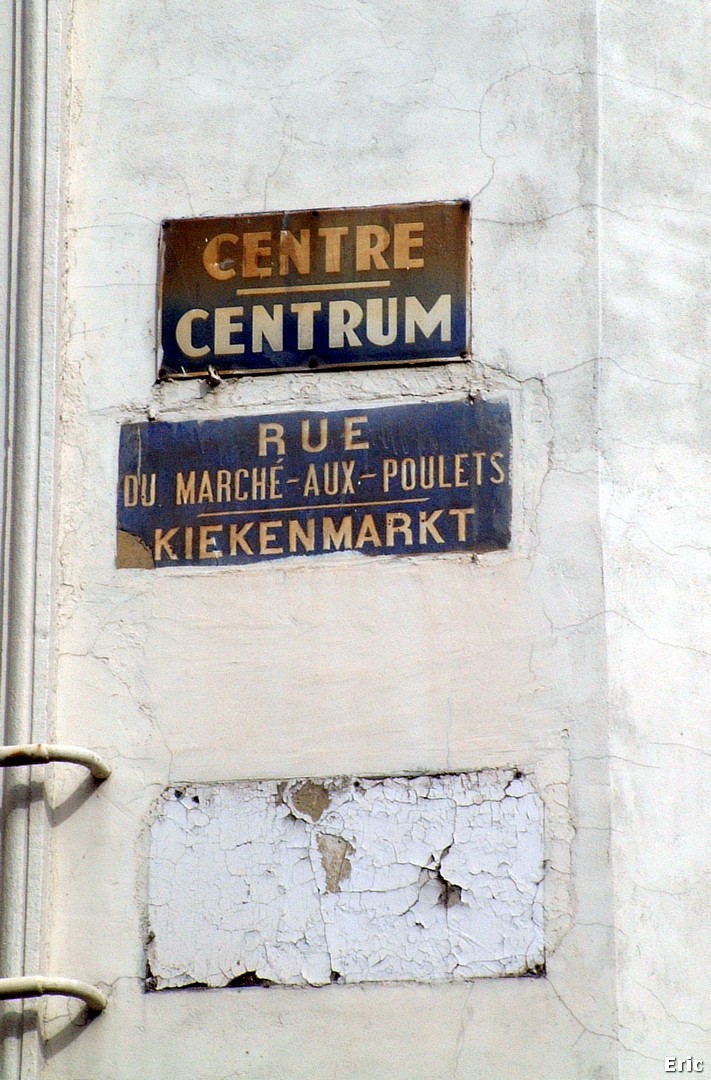 CENTRE
CENTRUM
RUE
DU MARCHÉ-AUX-POULETS
KIEKENMARKT
Eric